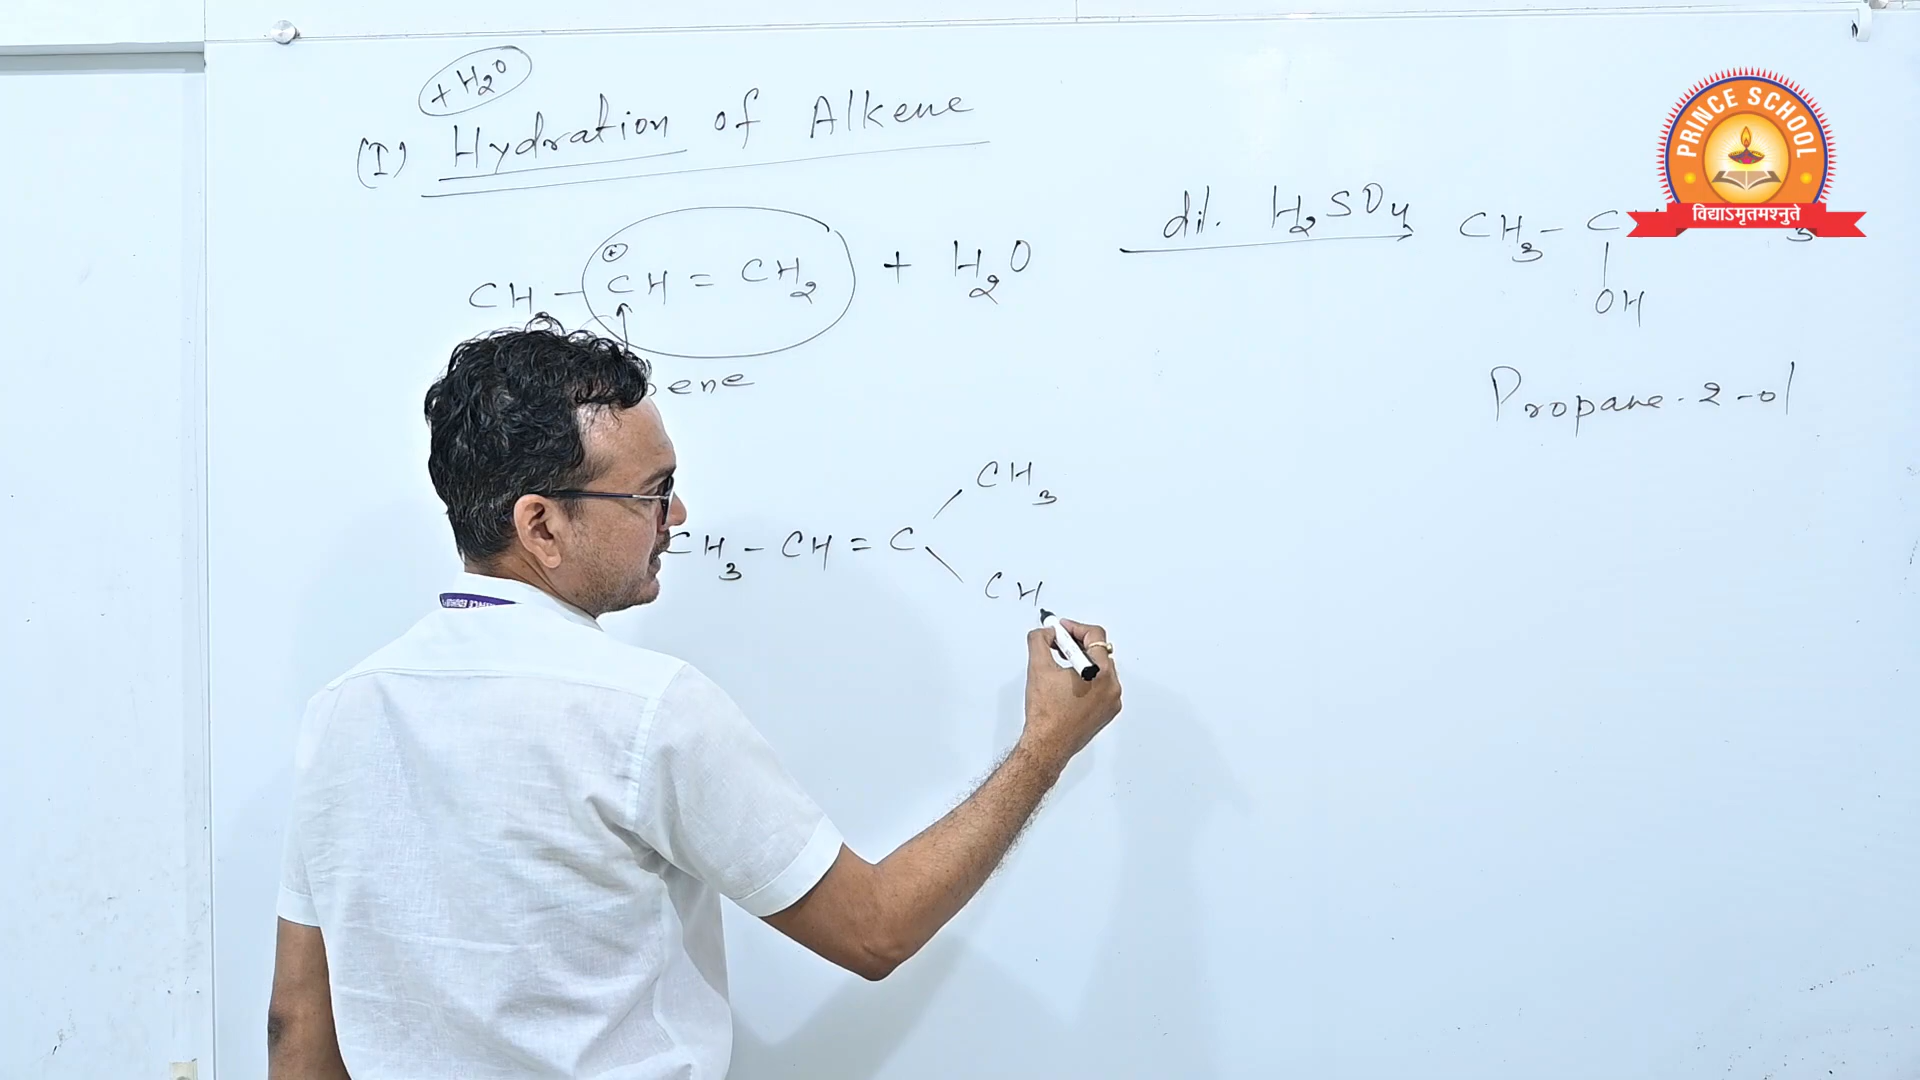 + H2O
(I) Hydration of Alkene
CH - CH = CH2 + H2O
⊕
dil. H2SO4
CH3 - C
3
OH
Propane-2-ol
CH3
CH3 - CH = C
CH
PRINCE SCHOOL
विद्याऽमृतमश्नुते